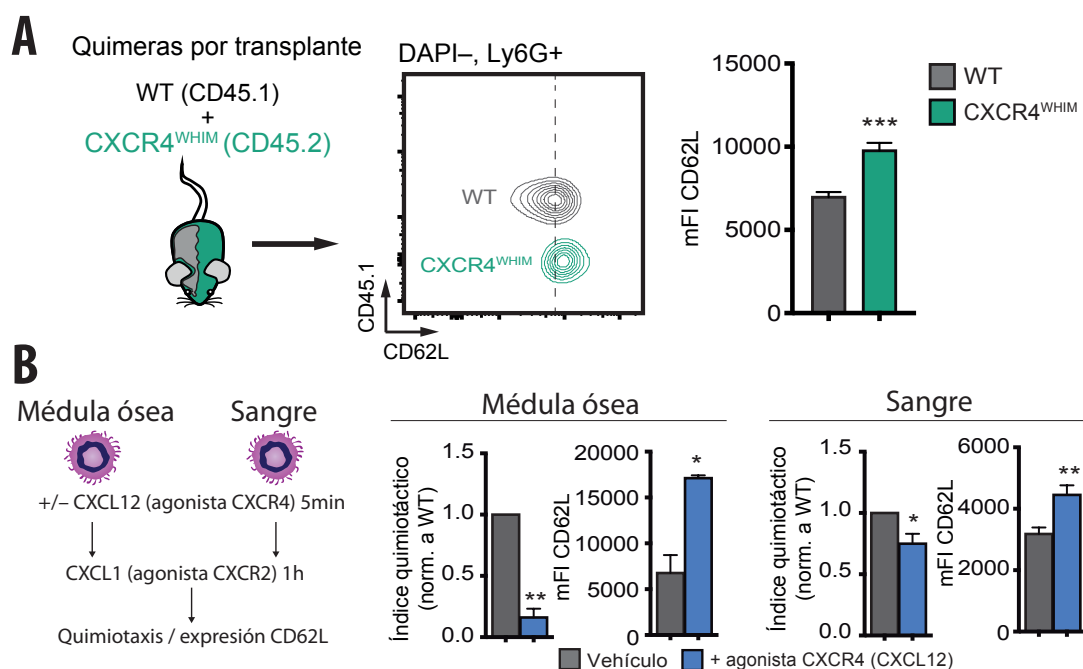 A
Quimeras por transplante
WT (CD45.1)
+
CXCR4WHIM (CD45.2)
DAPI–, Ly6G+
WT
CXCR4WHIM
CD45.1
CD62L
mFI CD62L
15000
10000
5000
0
***
WT
CXCR4WHIM
B
Médula ósea
Sangre
+/– CXCL12 (agonista CXCR4) 5min
CXCL1 (agonista CXCR2) 1h
Quimiotaxis / expresión CD62L
Médula ósea
Índice quimiotáctico
(norm. a WT)
1.5
1.0
0.5
0.0
**
mFI CD62L
20000
15000
10000
5000
0
*
Sangre
Índice quimiotáctico
(norm. a WT)
1.5
1.0
0.5
0.0
*
mFI CD62L
6000
4000
2000
0
**
Vehículo
+ agonista CXCR4 (CXCL12)